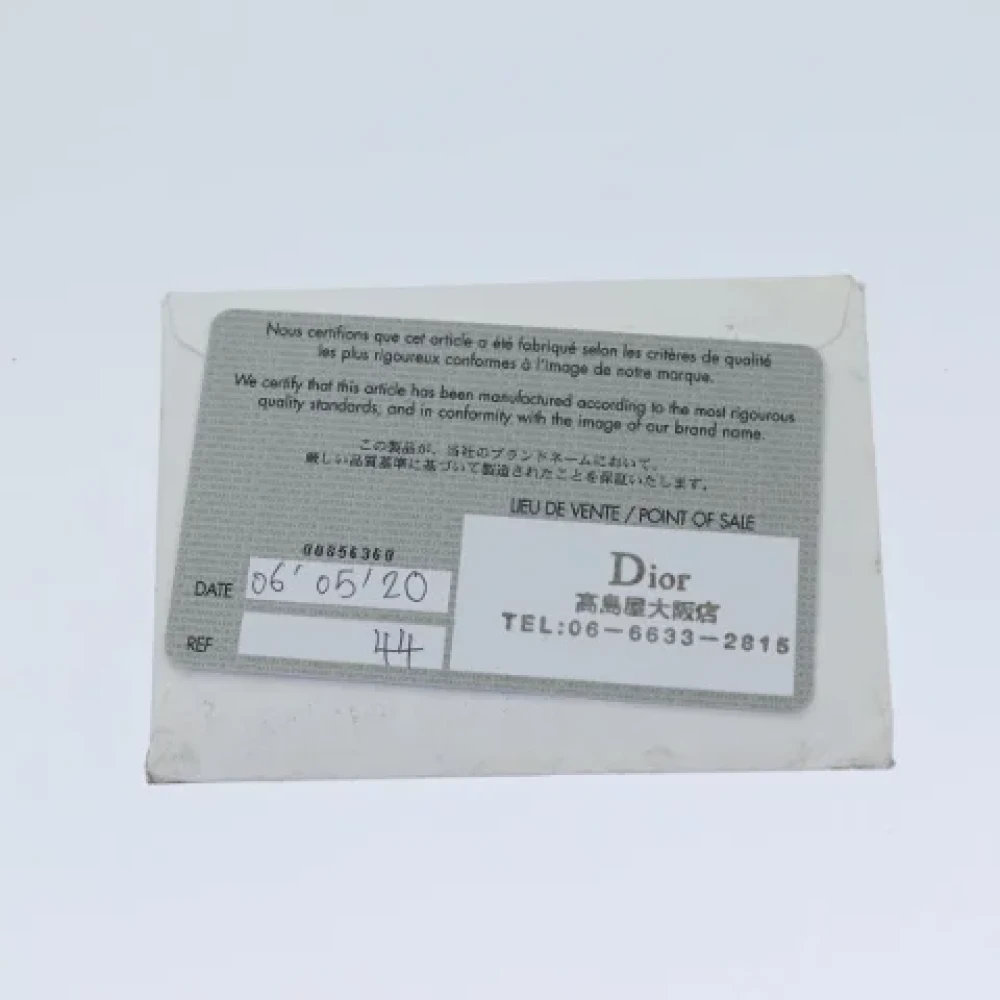 Nous certifions que cet article a été fabriqué selon les critères de qualité
les plus rigoureux conformes à l'image de notre marque.
We certify that this article has been manufactured according to the most rigourous
quality standards, and in conformity with the image of our brand name.
この製品が、当社のブランドネームにおいて、
厳しい品質基準に基づいて製造されたことを保証いたします。
LIEU DE VENTE / POINT OF SALE
00856360
DATE 06' 05' 20
REF 44
Dior
高島屋大阪店
TEL:06-6633-2815